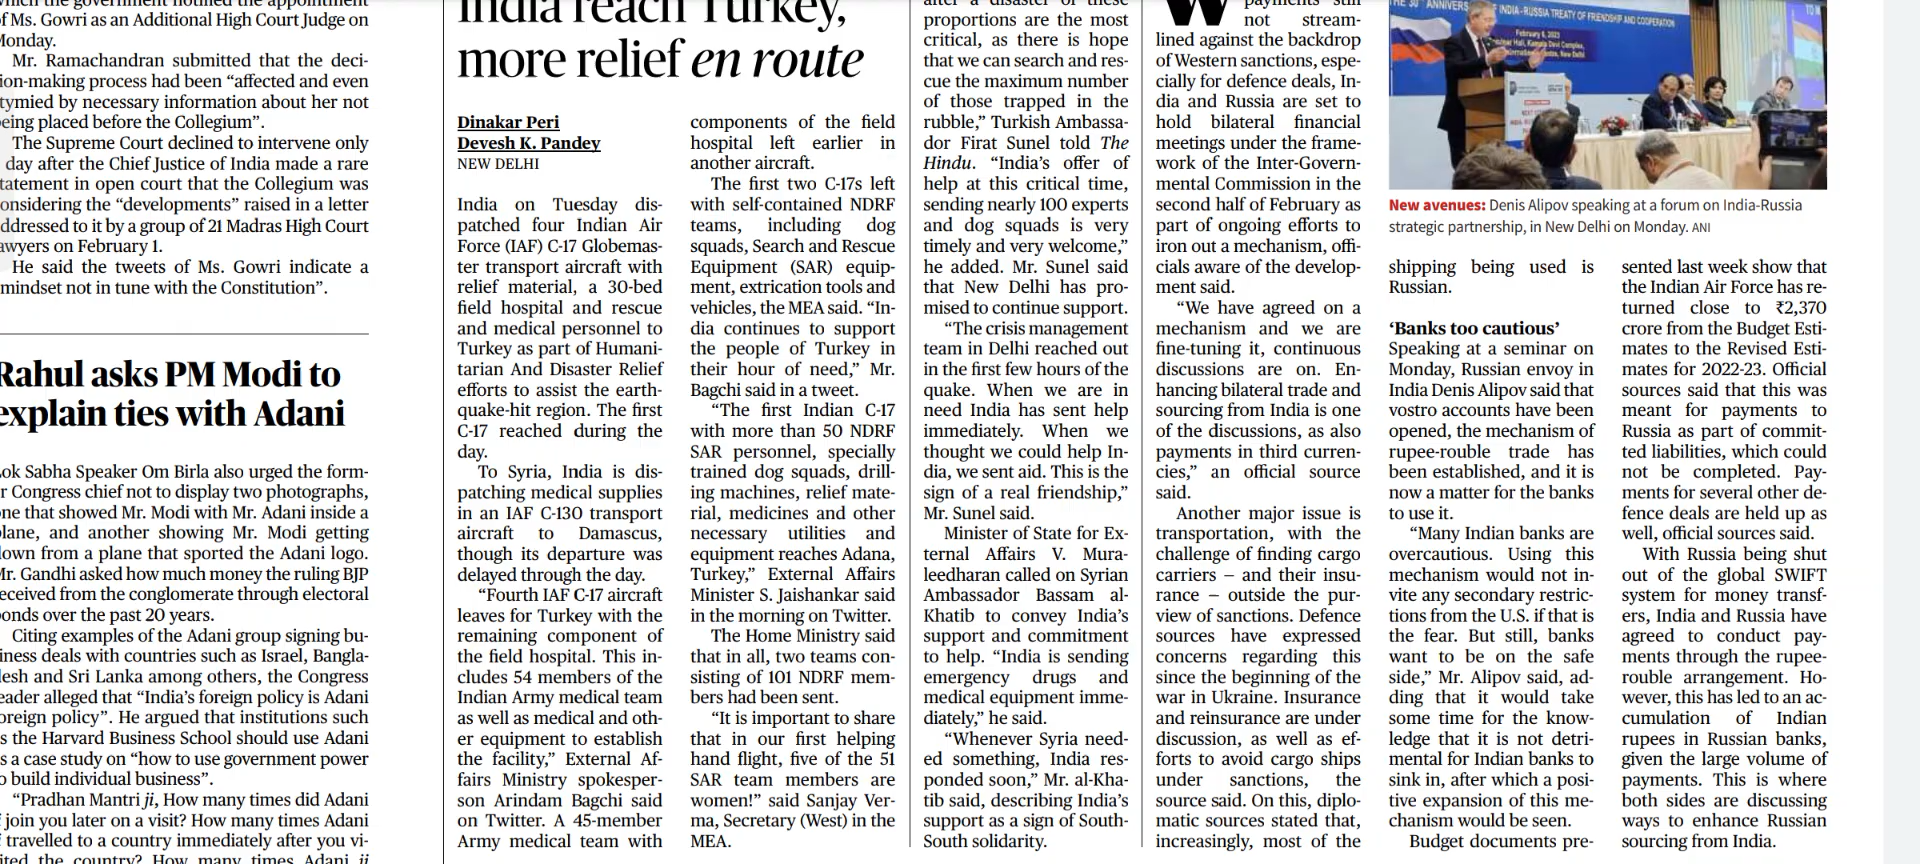 which the government notified the appointment
of Ms. Gowri as an Additional High Court Judge on
Monday.
Mr. Ramachandran submitted that the deci-
ion-making process had been “affected and even
tymied by necessary information about her not
eing placed before the Collegium”.
The Supreme Court declined to intervene only
day after the Chief Justice of India made a rare
tatement in open court that the Collegium was
onsidering the “developments” raised in a letter
ddressed to it by a group of 21 Madras High Court
awyers on February 1.
He said the tweets of Ms. Gowri indicate a
mindset not in tune with the Constitution”.
Rahul asks PM Modi to
explain ties with Adani
Lok Sabha Speaker Om Birla also urged the form-
r Congress chief not to display two photographs,
one that showed Mr. Modi with Mr. Adani inside a
plane, and another showing Mr. Modi getting
down from a plane that sported the Adani logo.
Mr. Gandhi asked how much money the ruling BJP
received from the conglomerate through electoral
bonds over the past 20 years.
Citing examples of the Adani group signing bu-
iness deals with countries such as Israel, Bangla-
desh and Sri Lanka among others, the Congress
leader alleged that “India’s foreign policy is Adani
foreign policy”. He argued that institutions such
s the Harvard Business School should use Adani
s a case study on “how to use government power
o build individual business”.
“Pradhan Mantri ji, How many times did Adani
ji join you later on a visit? How many times Adani
ji travelled to a country immediately after you vi-
ited the country? How many times Adani ji
India reach Turkey,
more relief en route
Dinakar Peri
Devesh K. Pandey
NEW DELHI
India on Tuesday dis-
patched four Indian Air
Force (IAF) C-17 Globemas-
ter transport aircraft with
relief material, a 30-bed
field hospital and rescue
and medical personnel to
Turkey as part of Humani-
tarian And Disaster Relief
efforts to assist the earth-
quake-hit region. The first
C-17 reached during the
day.
To Syria, India is dis-
patching medical supplies
in an IAF C-130 transport
aircraft to Damascus,
though its departure was
delayed through the day.
“Fourth IAF C-17 aircraft
leaves for Turkey with the
remaining component of
the field hospital. This in-
cludes 54 members of the
Indian Army medical team
as well as medical and oth-
er equipment to establish
the facility,” External Af-
fairs Ministry spokesper-
son Arindam Bagchi said
on Twitter. A 45-member
Army medical team with
components of the field
hospital left earlier in
another aircraft.
The first two C-17s left
with self-contained NDRF
teams, including dog
squads, Search and Rescue
Equipment (SAR) equip-
ment, extrication tools and
vehicles, the MEA said. “In-
dia continues to support
the people of Turkey in
their hour of need,” Mr.
Bagchi said in a tweet.
“The first Indian C-17
with more than 50 NDRF
SAR personnel, specially
trained dog squads, drill-
ing machines, relief mate-
rial, medicines and other
necessary utilities and
equipment reaches Adana,
Turkey,” External Affairs
Minister S. Jaishankar said
in the morning on Twitter.
The Home Ministry said
that in all, two teams con-
sisting of 101 NDRF mem-
bers had been sent.
“It is important to share
that in our first helping
hand flight, five of the 51
SAR team members are
women!” said Sanjay Ver-
ma, Secretary (West) in the
MEA.
after a disaster of these
proportions are the most
critical, as there is hope
that we can search and res-
cue the maximum number
of those trapped in the
rubble,” Turkish Ambassa-
dor Firat Sunel told The
Hindu. “India’s offer of
help at this critical time,
sending nearly 100 experts
and dog squads is very
timely and very welcome,”
he added. Mr. Sunel said
that New Delhi has pro-
mised to continue support.
“The crisis management
team in Delhi reached out
in the first few hours of the
quake. When we are in
need India has sent help
immediately. When we
thought we could help In-
dia, we sent aid. This is the
sign of a real friendship,”
Mr. Sunel said.
Minister of State for Ex-
ternal Affairs V. Mura-
leedharan called on Syrian
Ambassador Bassam al-
Khatib to convey India’s
support and commitment
to help. “India is sending
emergency drugs and
medical equipment imme-
diately,” he said.
“Whenever Syria need-
ed something, India res-
ponded soon,” Mr. al-Kha-
tib said, describing India’s
support as a sign of South-
South solidarity.
W payments still
not stream-
lined against the backdrop
of Western sanctions, espe-
cially for defence deals, In-
dia and Russia are set to
hold bilateral financial
meetings under the frame-
work of the Inter-Govern-
mental Commission in the
second half of February as
part of ongoing efforts to
iron out a mechanism, offi-
cials aware of the develop-
ment said.
“We have agreed on a
mechanism and we are
fine-tuning it, continuous
discussions are on. En-
hancing bilateral trade and
sourcing from India is one
of the discussions, as also
payments in third curren-
cies,” an official source
said.
Another major issue is
transportation, with the
challenge of finding cargo
carriers – and their insu-
rance – outside the pur-
view of sanctions. Defence
sources have expressed
concerns regarding this
since the beginning of the
war in Ukraine. Insurance
and reinsurance are under
discussion, as well as ef-
forts to avoid cargo ships
under sanctions, the
source said. On this, diplo-
matic sources stated that,
increasingly, most of the
THE 30 ANNIVERS OF INDIA-RUSSIA TREATY OF FRIENDSHIP AND COOPERATION
February 6, 2023
New avenues: Denis Alipov speaking at a forum on India-Russia
strategic partnership, in New Delhi on Monday. ANI
shipping being used is
Russian.
‘Banks too cautious’
Speaking at a seminar on
Monday, Russian envoy in
India Denis Alipov said that
vostro accounts have been
opened, the mechanism of
rupee-rouble trade has
been established, and it is
now a matter for the banks
to use it.
“Many Indian banks are
overcautious. Using this
mechanism would not in-
vite any secondary restric-
tions from the U.S. if that is
the fear. But still, banks
want to be on the safe
side,” Mr. Alipov said, ad-
ding that it would take
some time for the know-
ledge that it is not detri-
mental for Indian banks to
sink in, after which a posi-
tive expansion of this me-
chanism would be seen.
Budget documents pre-
sented last week show that
the Indian Air Force has re-
turned close to ₹2,370
crore from the Budget Esti-
mates to the Revised Esti-
mates for 2022-23. Official
sources said that this was
meant for payments to
Russia as part of commit-
ted liabilities, which could
not be completed. Pay-
ments for several other de-
fence deals are held up as
well, official sources said.
With Russia being shut
out of the global SWIFT
system for money transf-
ers, India and Russia have
agreed to conduct pay-
ments through the rupee-
rouble arrangement. Ho-
wever, this has led to an ac-
cumulation of Indian
rupees in Russian banks,
given the large volume of
payments. This is where
both sides are discussing
ways to enhance Russian
sourcing from India.